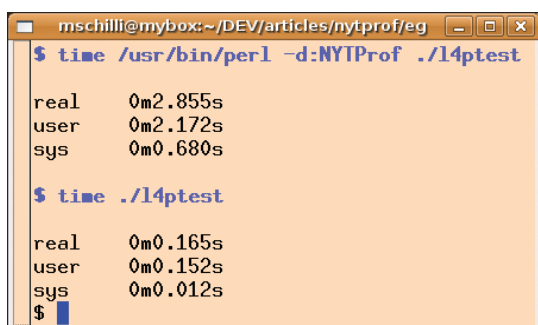 mschilli@mybox:~/DEV/articles/nytprof/eg
$ time /usr/bin/perl -d:NYTProf ./l4ptest
real 0m2.855s
user 0m2.172s
sys 0m0.680s
$ time ./l4ptest
real 0m0.165s
user 0m0.152s
sys 0m0.012s
$